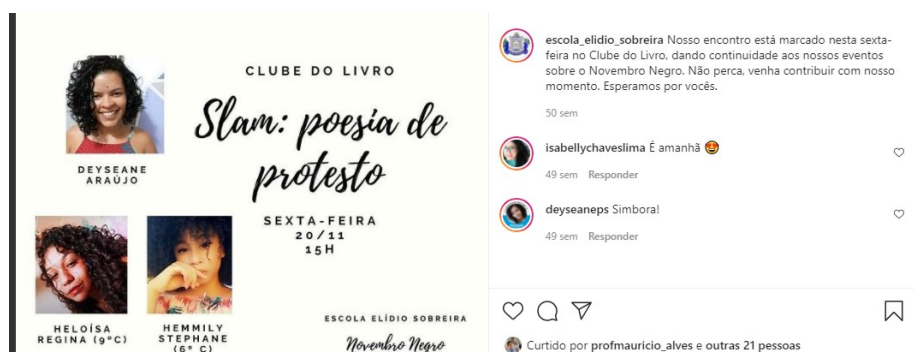 CLUBE DO LIVRO
Slam: poesia de
protesto
SEXTA-FEIRA
20/11
15H
DEYSEANE
ARAÚJO
HELOÍSA
REGINA (9°C)
HEMMILY
STEPHANE
(6° C)
ESCOLA ELÍDIO SOBREIRA
Novembro Negro
escola_elidio_sobreira Nosso encontro está marcado nesta sexta-
feira no Clube do Livro, dando continuidade aos nossos eventos
sobre o Novembro Negro. Não perca, venha contribuir com nosso
momento. Esperamos por vocês.
50 sem
isabellychaveslima É amanhã 🤩
49 sem Responder
deyseaneps Simbora!
49 sem Responder
Curtido por profmauricio_alves e outras 21 pessoas